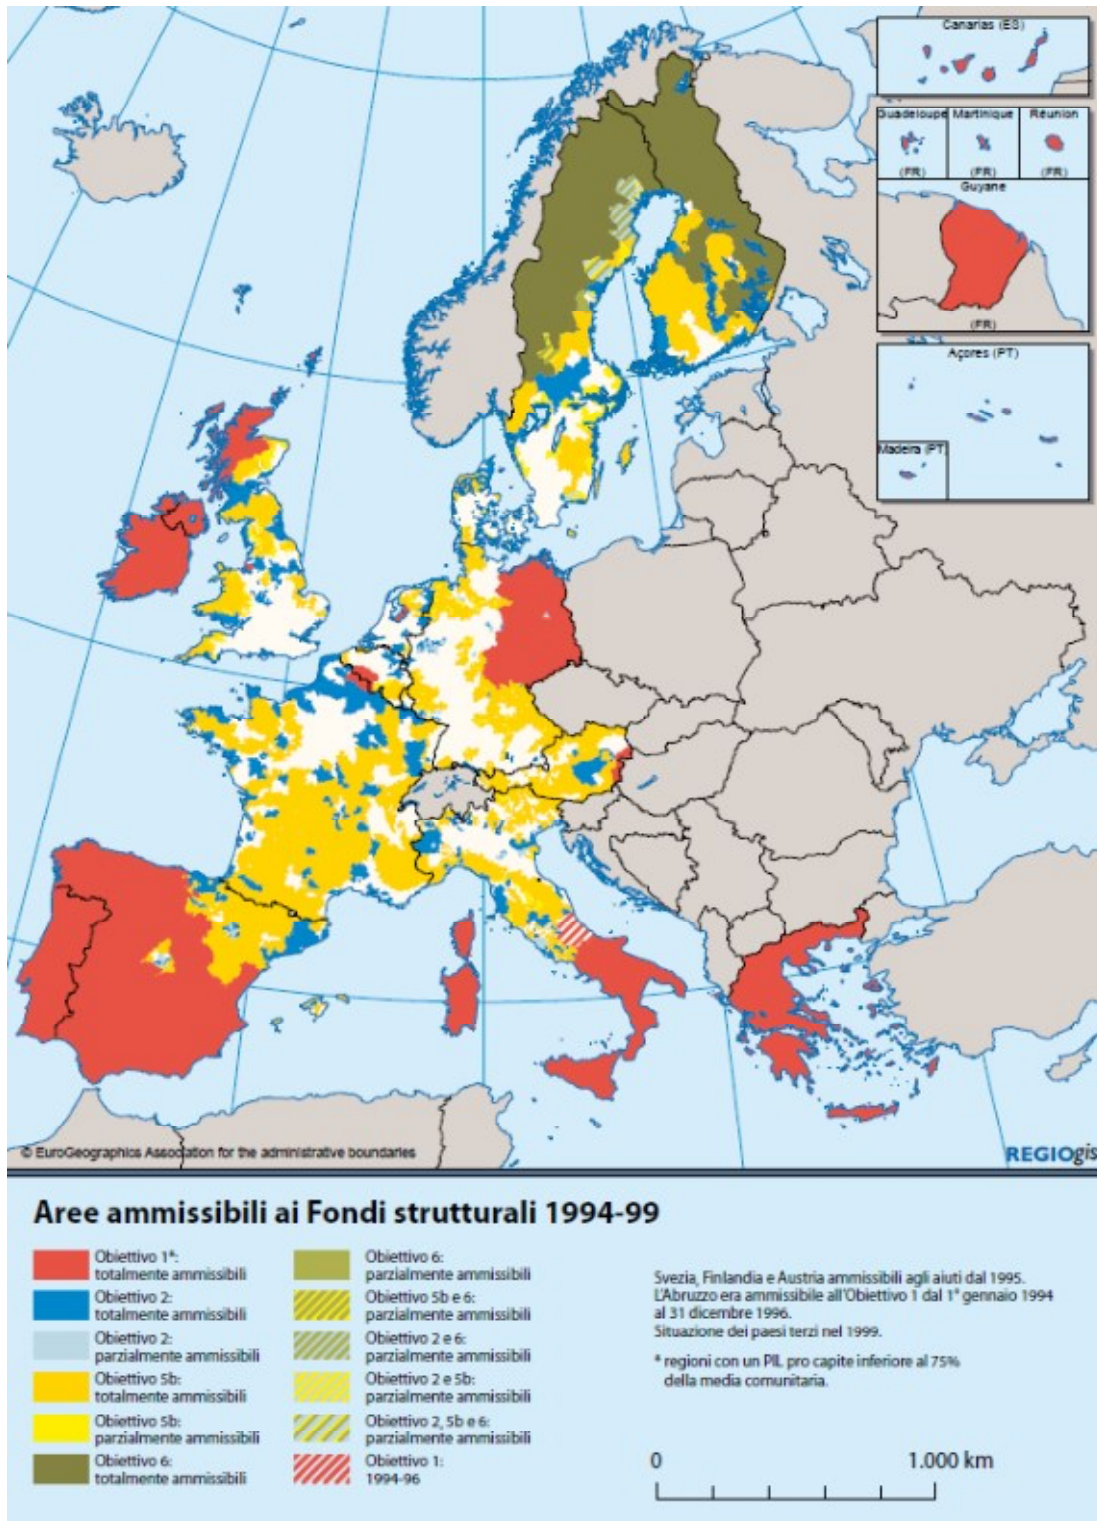 Canarias (ES)
Guadeloupe
Martinique
Réunion
(FR)
(FR)
(FR)
Guyane
(FR)
Açores (PT)
Madeira (PT)
© EuroGeographics Association for the administrative boundaries
REGIOgis
Aree ammissibili ai Fondi strutturali 1994-99
Obiettivo 1*:
totalmente ammissibili
Obiettivo 2:
totalmente ammissibili
Obiettivo 2:
parzialmente ammissibili
Obiettivo 5b:
totalmente ammissibili
Obiettivo 5b:
parzialmente ammissibili
Obiettivo 6:
totalmente ammissibili
Obiettivo 6:
parzialmente ammissibili
Obiettivo 5b e 6:
parzialmente ammissibili
Obiettivo 2 e 6:
parzialmente ammissibili
Obiettivo 2 e 5b:
parzialmente ammissibili
Obiettivo 2, 5b e 6:
parzialmente ammissibili
Obiettivo 1:
1994-96
Svezia, Finlandia e Austria ammissibili agli aiuti dal 1995.
L'Abruzzo era ammissibile all'Obiettivo 1 dal 1° gennaio 1994
al 31 dicembre 1996.
Situazione dei paesi terzi nel 1999.
* regioni con un PIL pro capite inferiore al 75%
della media comunitaria.
0
1.000 km